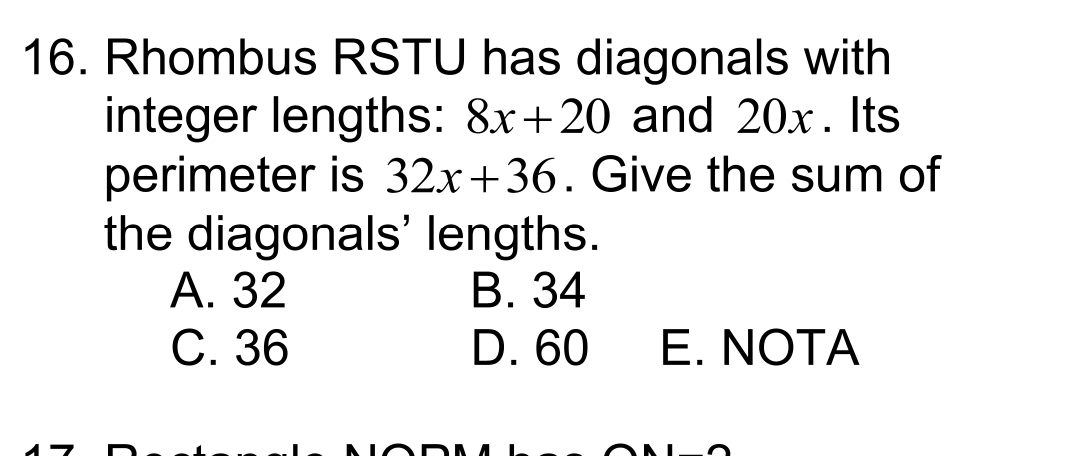 16. Rhombus RSTU has diagonals with
integer lengths: 8x+20 and 20x. Its
perimeter is 32x+36. Give the sum of
the diagonals’ lengths.
A. 32 B. 34
C. 36 D. 60 E. NOTA